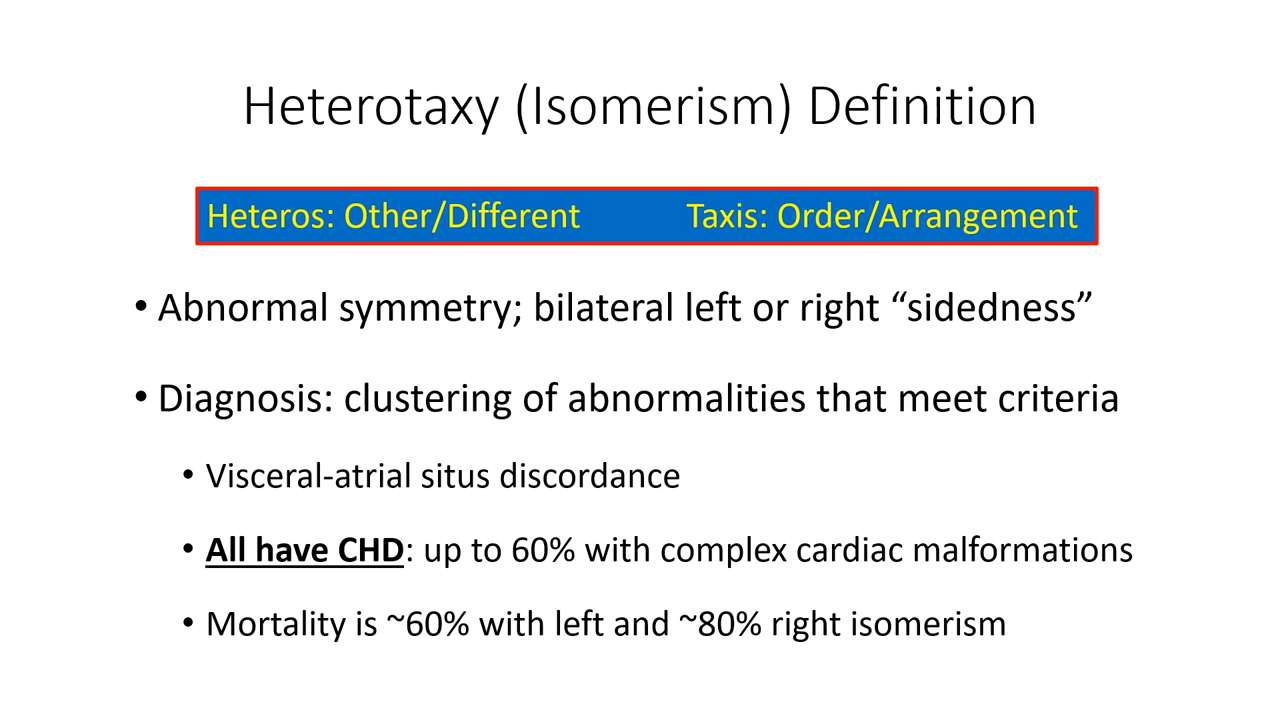 Heterotaxy (Isomerism) Definition
Heteros: Other/Different Taxis: Order/Arrangement
• Abnormal symmetry; bilateral left or right “sidedness”
• Diagnosis: clustering of abnormalities that meet criteria
• Visceral-atrial situs discordance
• All have CHD: up to 60% with complex cardiac malformations
• Mortality is ~60% with left and ~80% right isomerism